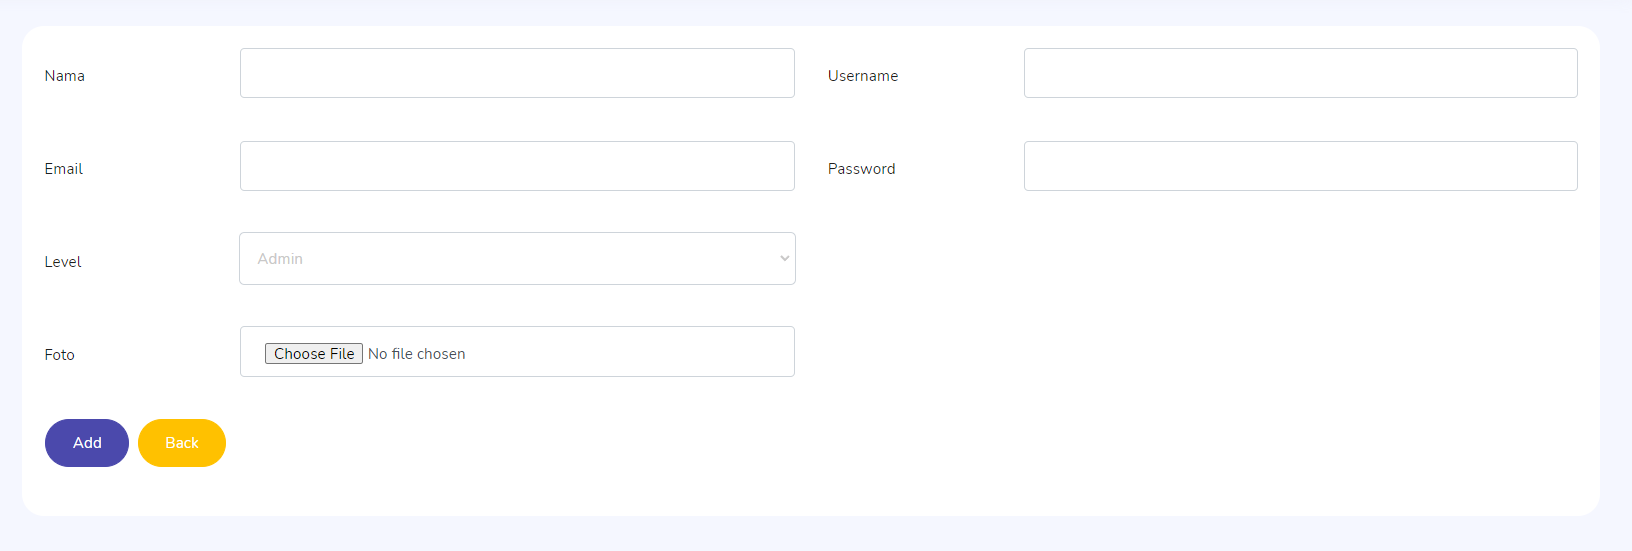 Nama Username
Email Password
Level Admin
Foto Choose File No file chosen
Add Back